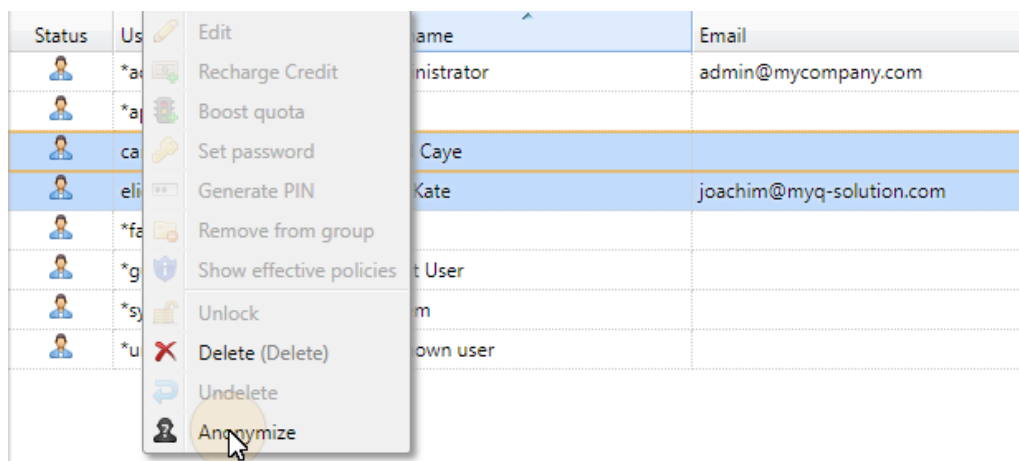 Status Us Edit ame Email
*a Recharge Credit nistrator admin@mycompany.com
*a Boost quota
ca Set password Caye
eli Generate PIN Kate joachim@myq-solution.com
*fa Remove from group
*g Show effective policies t User
*sy Unlock m
*u Delete (Delete) own user
Undelete
Anonymize